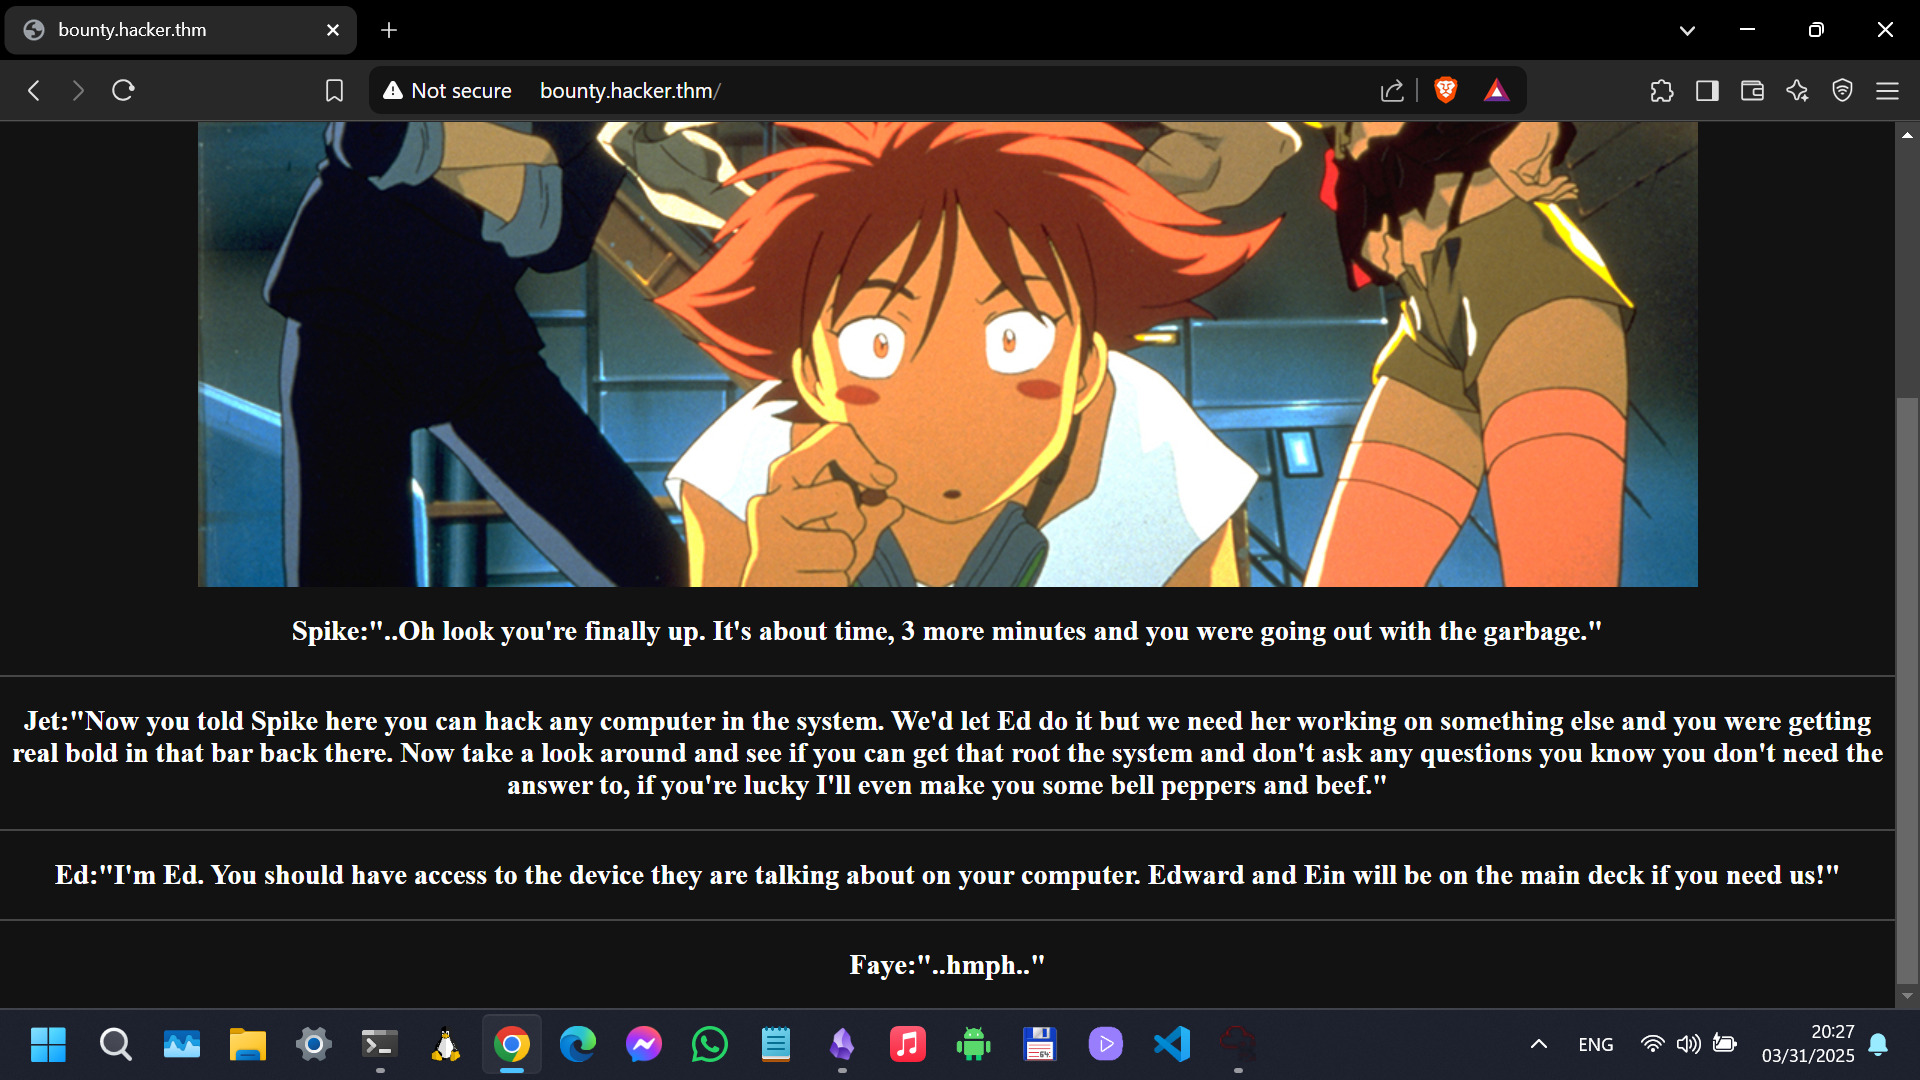 bounty.hacker.thm
Not secure bounty.hacker.thm/
Spike:"..Oh look you're finally up. It's about time, 3 more minutes and you were going out with the garbage."
Jet:"Now you told Spike here you can hack any computer in the system. We'd let Ed do it but we need her working on something else and you were getting
real bold in that bar back there. Now take a look around and see if you can get that root the system and don't ask any questions you know you don't need the
answer to, if you're lucky I'll even make you some bell peppers and beef."
Ed:"I'm Ed. You should have access to the device they are talking about on your computer. Edward and Ein will be on the main deck if you need us!"
Faye:"..hmph.."
64
ENG
20:27
03/31/2025